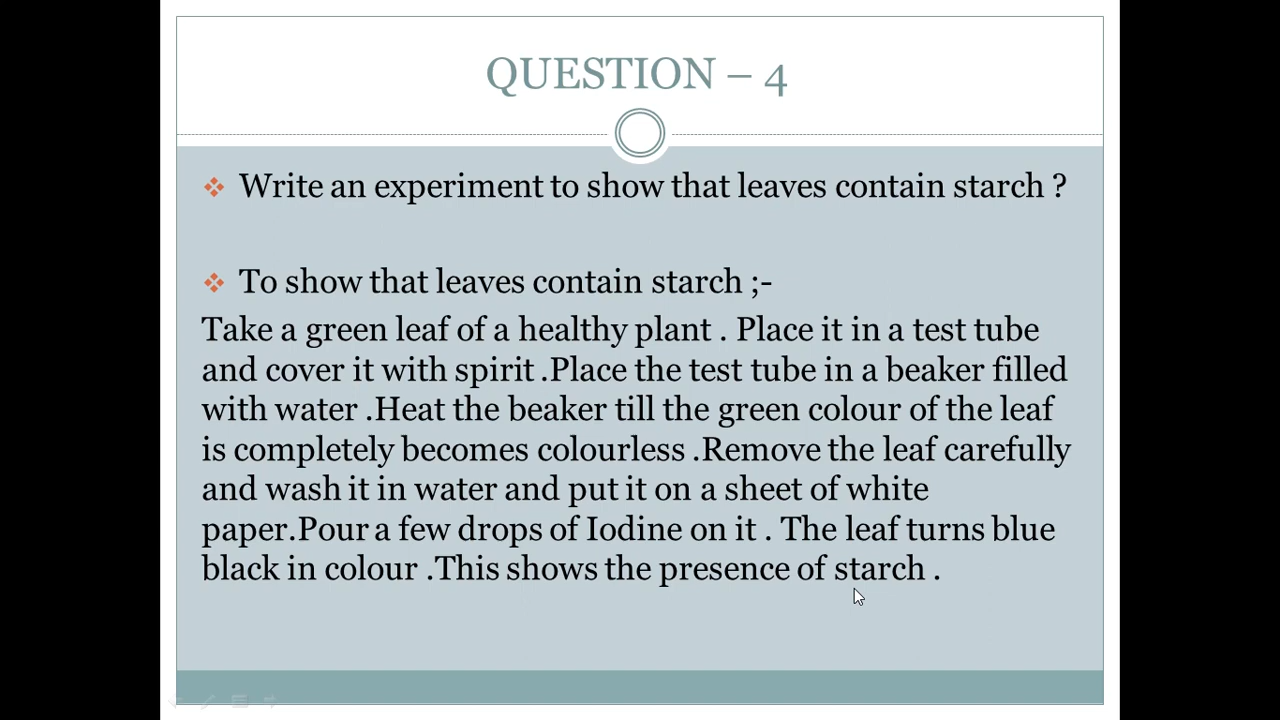 QUESTION – 4
Write an experiment to show that leaves contain starch ?
To show that leaves contain starch ;-
Take a green leaf of a healthy plant . Place it in a test tube
and cover it with spirit .Place the test tube in a beaker filled
with water .Heat the beaker till the green colour of the leaf
is completely becomes colourless .Remove the leaf carefully
and wash it in water and put it on a sheet of white
paper.Pour a few drops of Iodine on it . The leaf turns blue
black in colour .This shows the presence of starch .